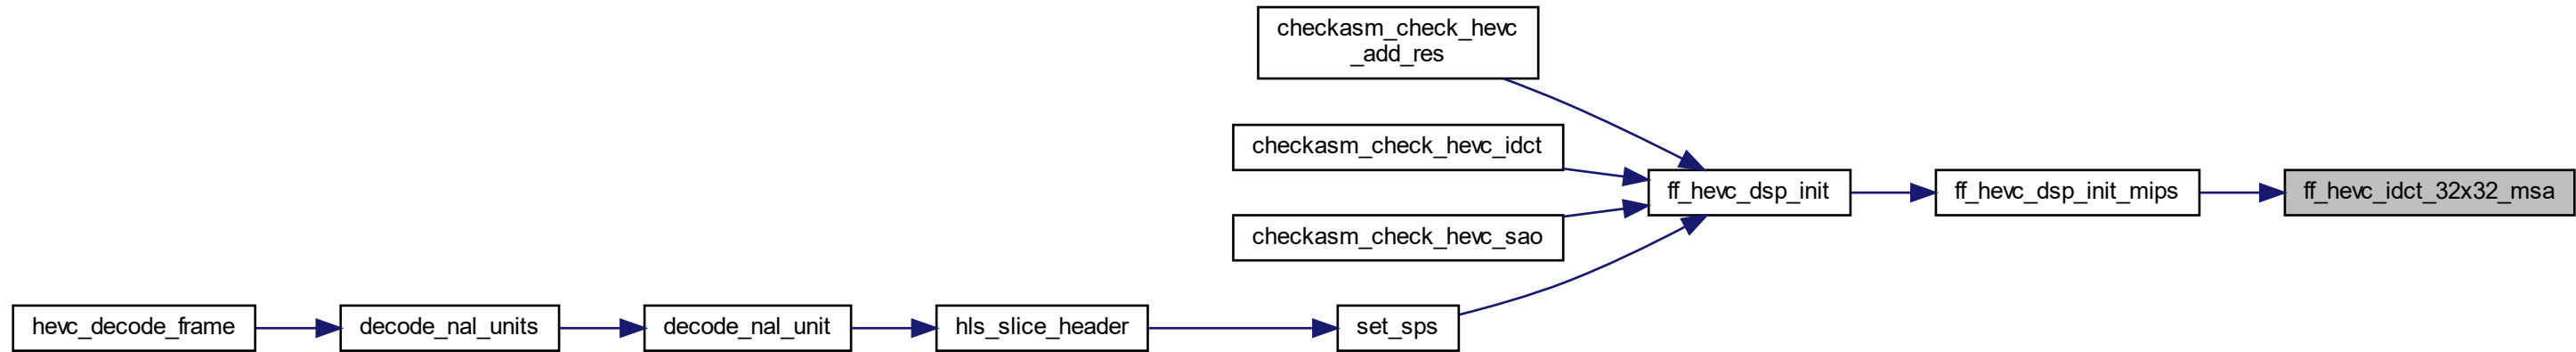 checkasm_check_hevc
_add_res
checkasm_check_hevc_idct
ff_hevc_dsp_init
ff_hevc_dsp_init_mips
ff_hevc_idct_32x32_msa
checkasm_check_hevc_sao
hevc_decode_frame
decode_nal_units
decode_nal_unit
hls_slice_header
set_sps